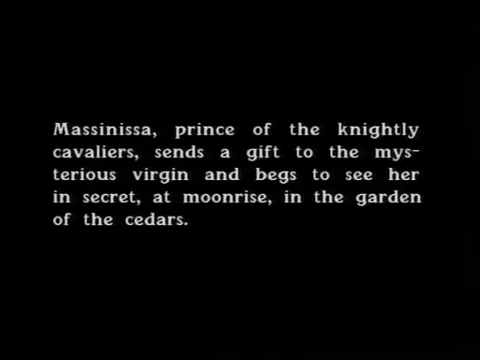 Massinissa, prince of the knightly
cavaliers, sends a gift to the mys-
terious virgin and begs to see her
in secret, at moonrise, in the garden
of the cedars.